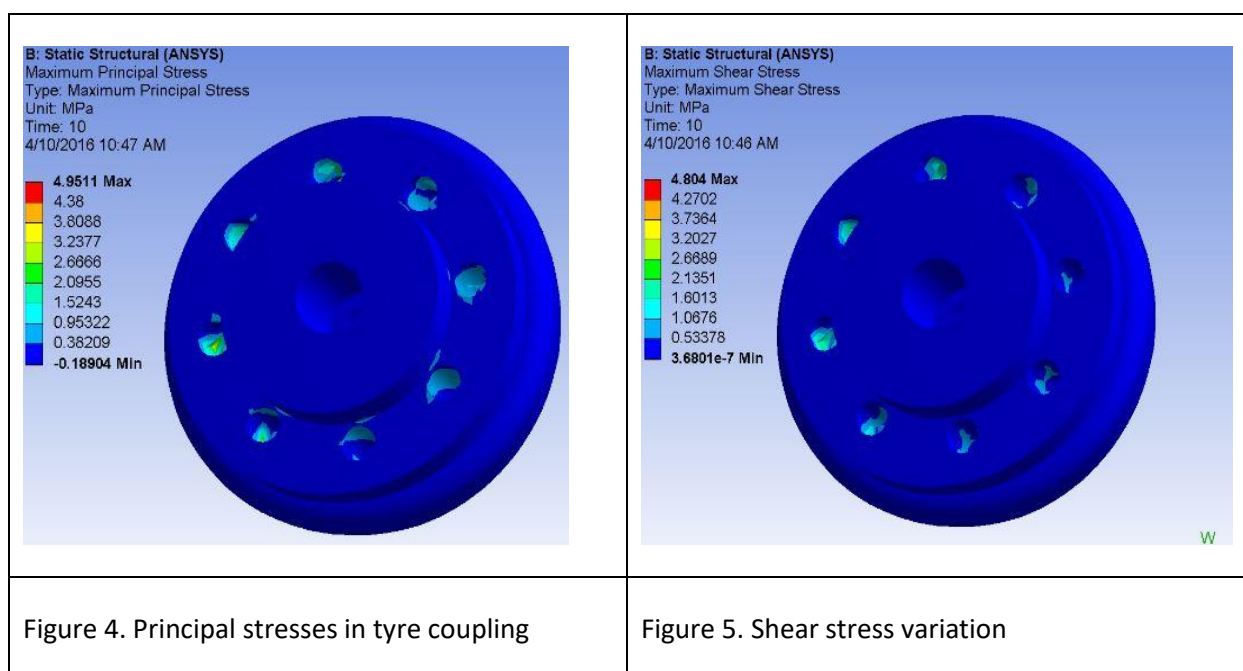 B: Static Structural (ANSYS)
Maximum Principal Stress
Type: Maximum Principal Stress
Unit: MPa
Time: 10
4/10/2016 10:47 AM
4.9511 Max
4.38
3.8088
3.2377
2.6666
2.0955
1.5243
0.95322
0.38209
-0.18904 Min
B: Static Structural (ANSYS)
Maximum Shear Stress
Type: Maximum Shear Stress
Unit: MPa
Time: 10
4/10/2016 10:46 AM
4.804 Max
4.2702
3.7364
3.2027
2.6689
2.1351
1.6013
1.0676
0.53378
3.6801e-7 Min
W
Figure 4. Principal stresses in tyre coupling
Figure 5. Shear stress variation